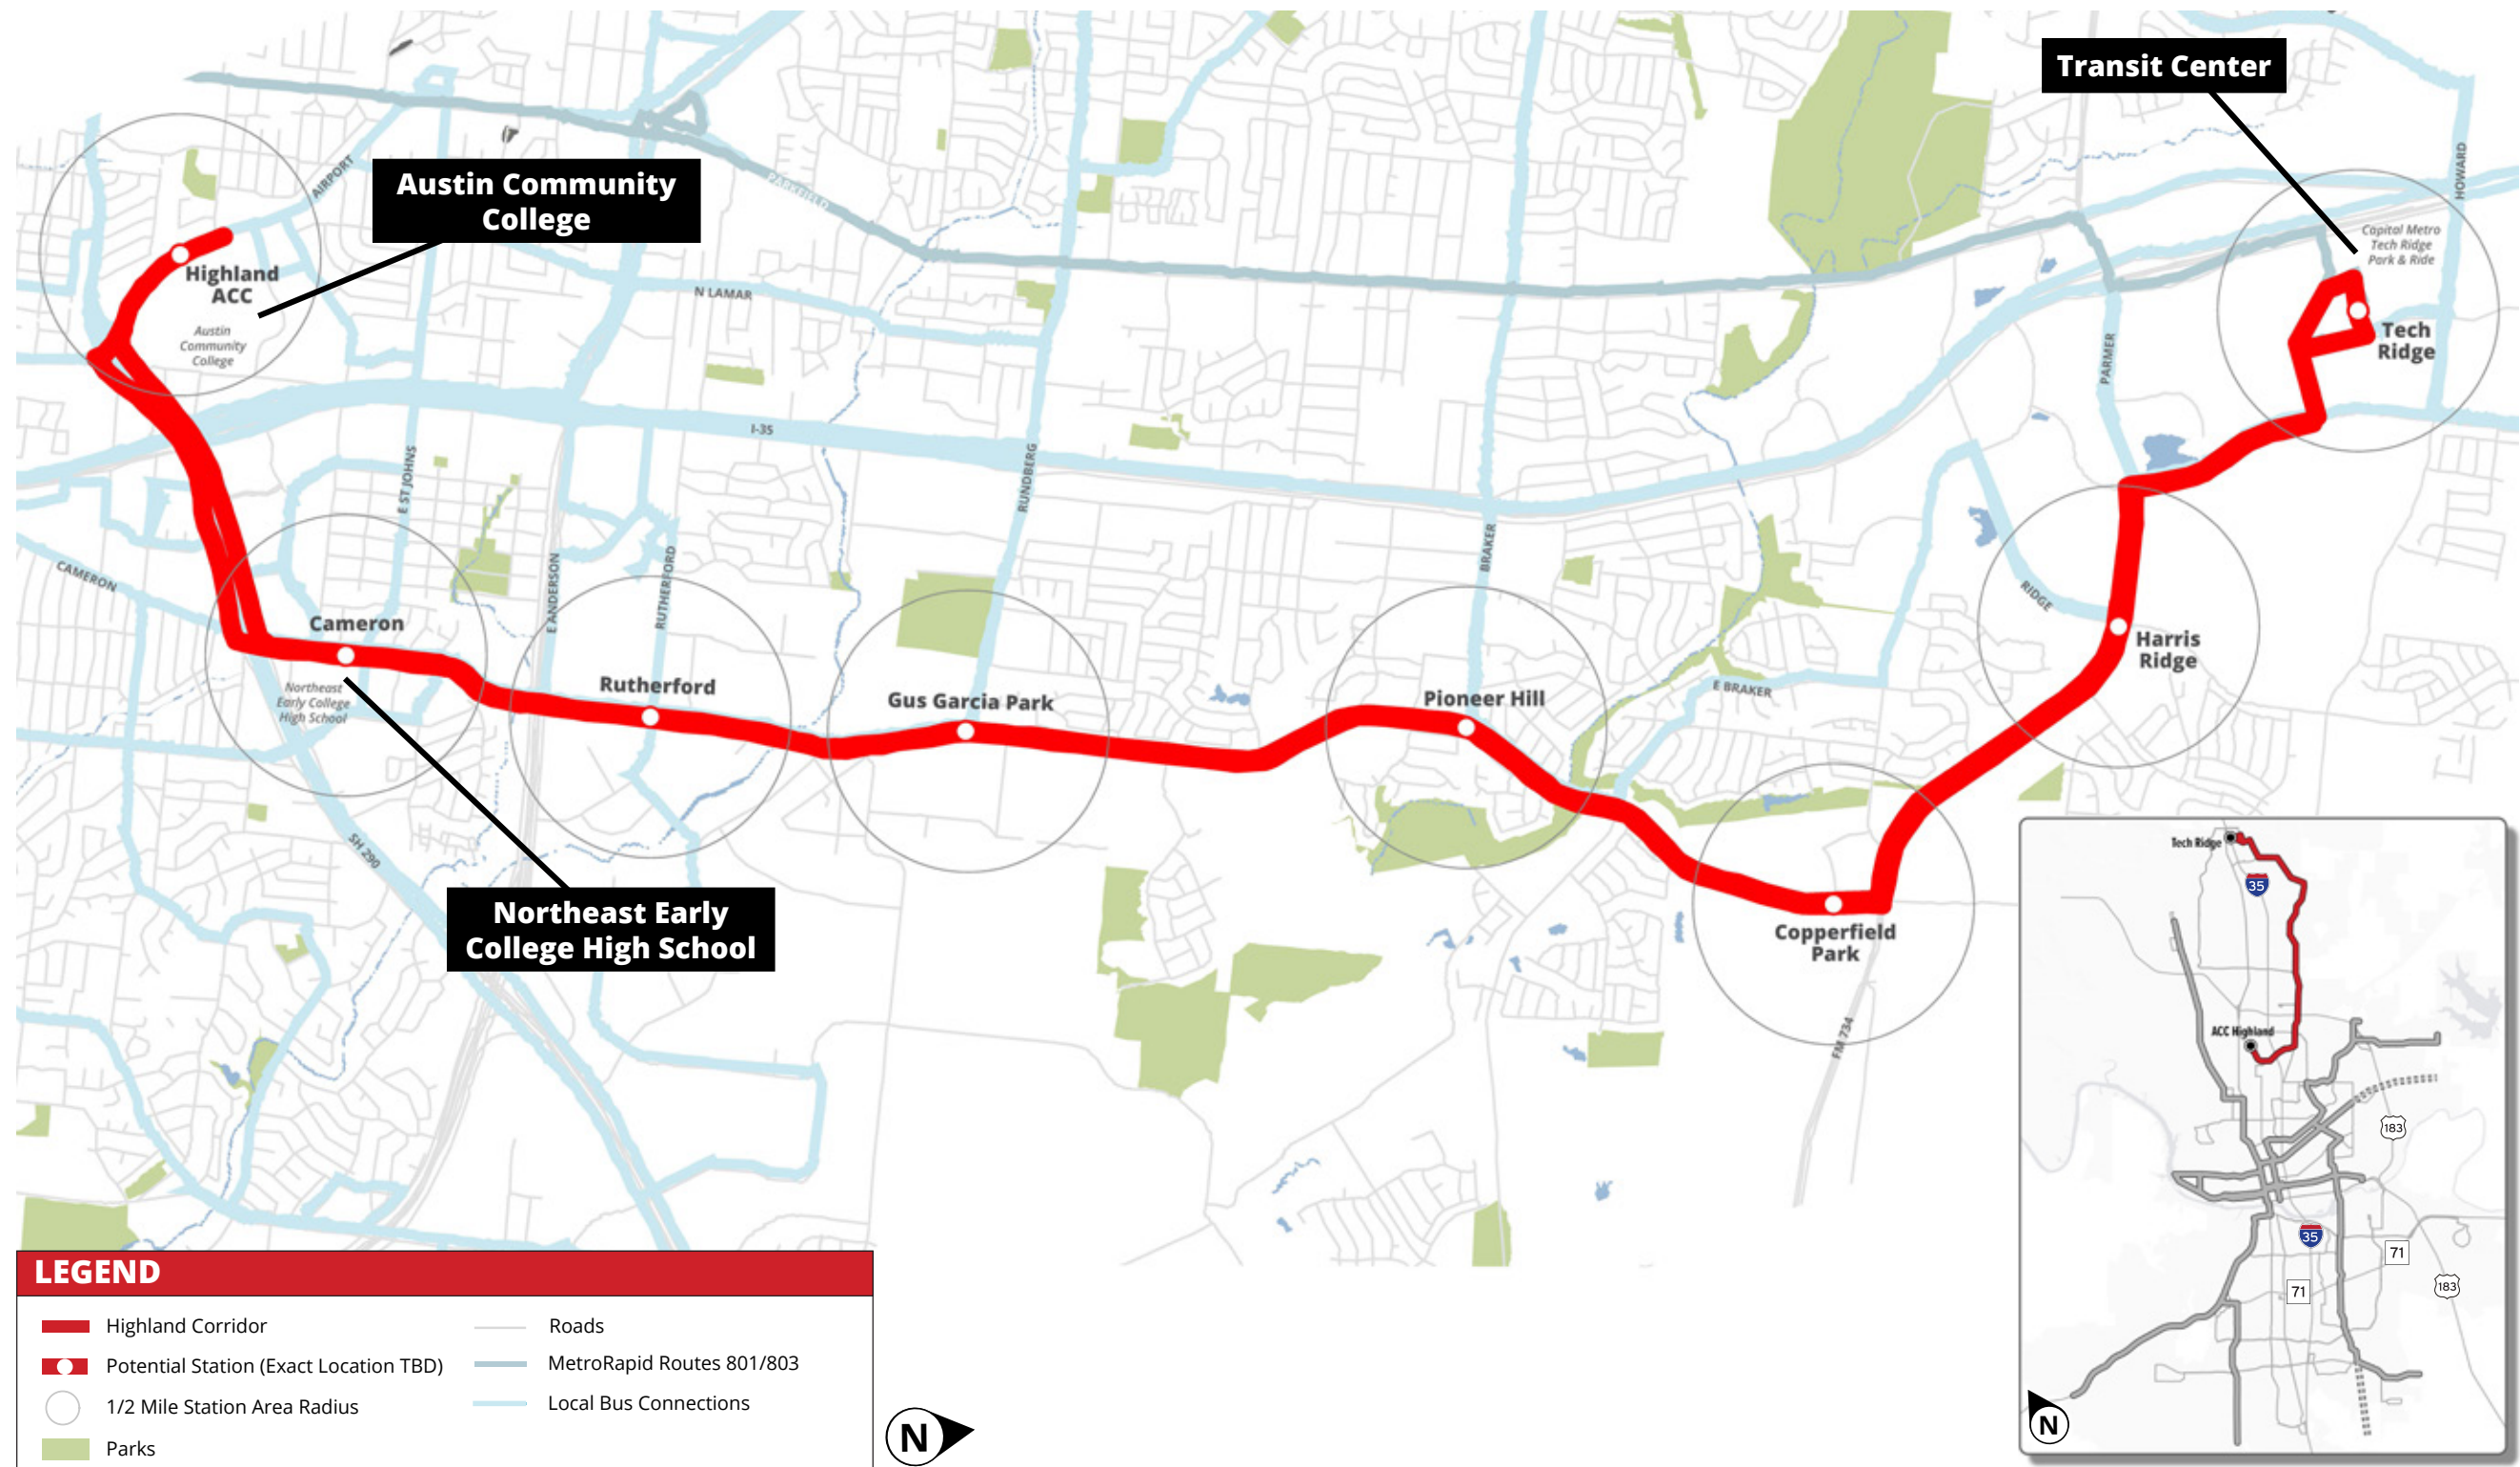 Transit Center
HOWARD
AIRPORT
Austin Community
College
PARKFIELD
Capital Metro
Tech Ridge
Park & Ride
Highland
ACC
N LAMAR
Austin
Community
College
Tech
Ridge
PARMER
I-35
E ST JOHNS
RUNDBERG
BRAKER
CAMERON
E ANDERSON
RUTHERFORD
RIDGE
Cameron
Harris
Ridge
Northeast
Early College
High School
Rutherford
Gus Garcia Park
Pioneer Hill
E BRAKER
SH 290
Northeast Early
College High School
Copperfield
Park
FM 734
Tech Ridge
35
ACC Highland
183
35
71
71
183
N
LEGEND
Highland Corridor
Potential Station (Exact Location TBD)
1/2 Mile Station Area Radius
Parks
Roads
MetroRapid Routes 801/803
Local Bus Connections
N